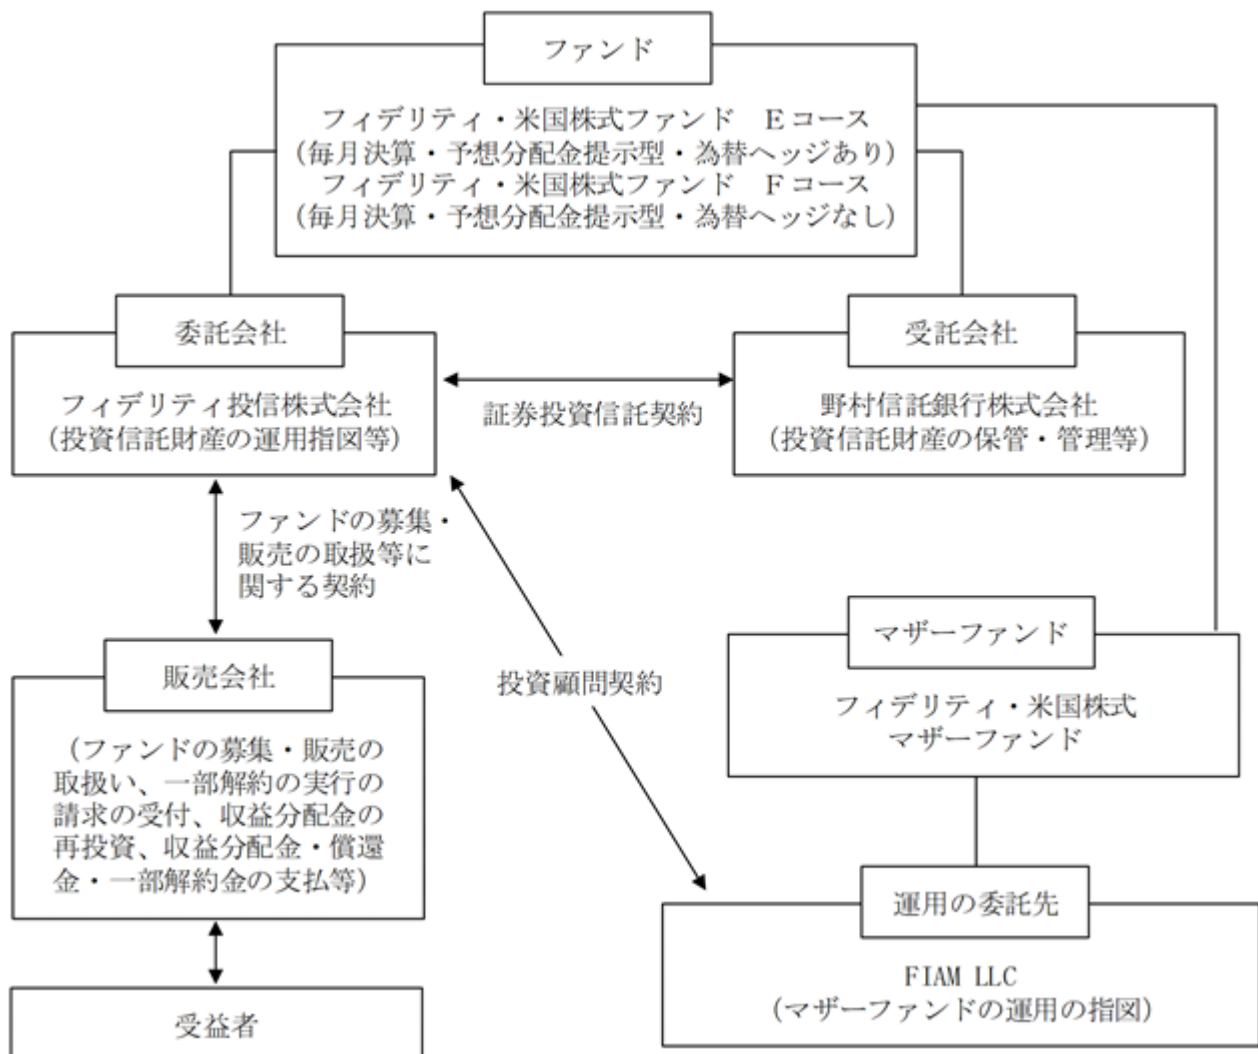 ファンド
フィデリティ・米国株式ファンド　Ｅコース
（毎月決算・予想分配金提示型・為替ヘッジあり）
フィデリティ・米国株式ファンド　Ｆコース
（毎月決算・予想分配金提示型・為替ヘッジなし）
委託会社
フィデリティ投信株式会社
（投資信託財産の運用指図等）
証券投資信託契約
受託会社
野村信託銀行株式会社
（投資信託財産の保管・管理等）
ファンドの募集・
販売の取扱等に
関する契約
投資顧問契約
マザーファンド
フィデリティ・米国株式
マザーファンド
販売会社
（ファンドの募集・販売の
取扱い、一部解約の実行の
請求の受付、収益分配金の
再投資、収益分配金・償還
金・一部解約金の支払等）
運用の委託先
FIAM LLC
（マザーファンドの運用の指図）
受益者